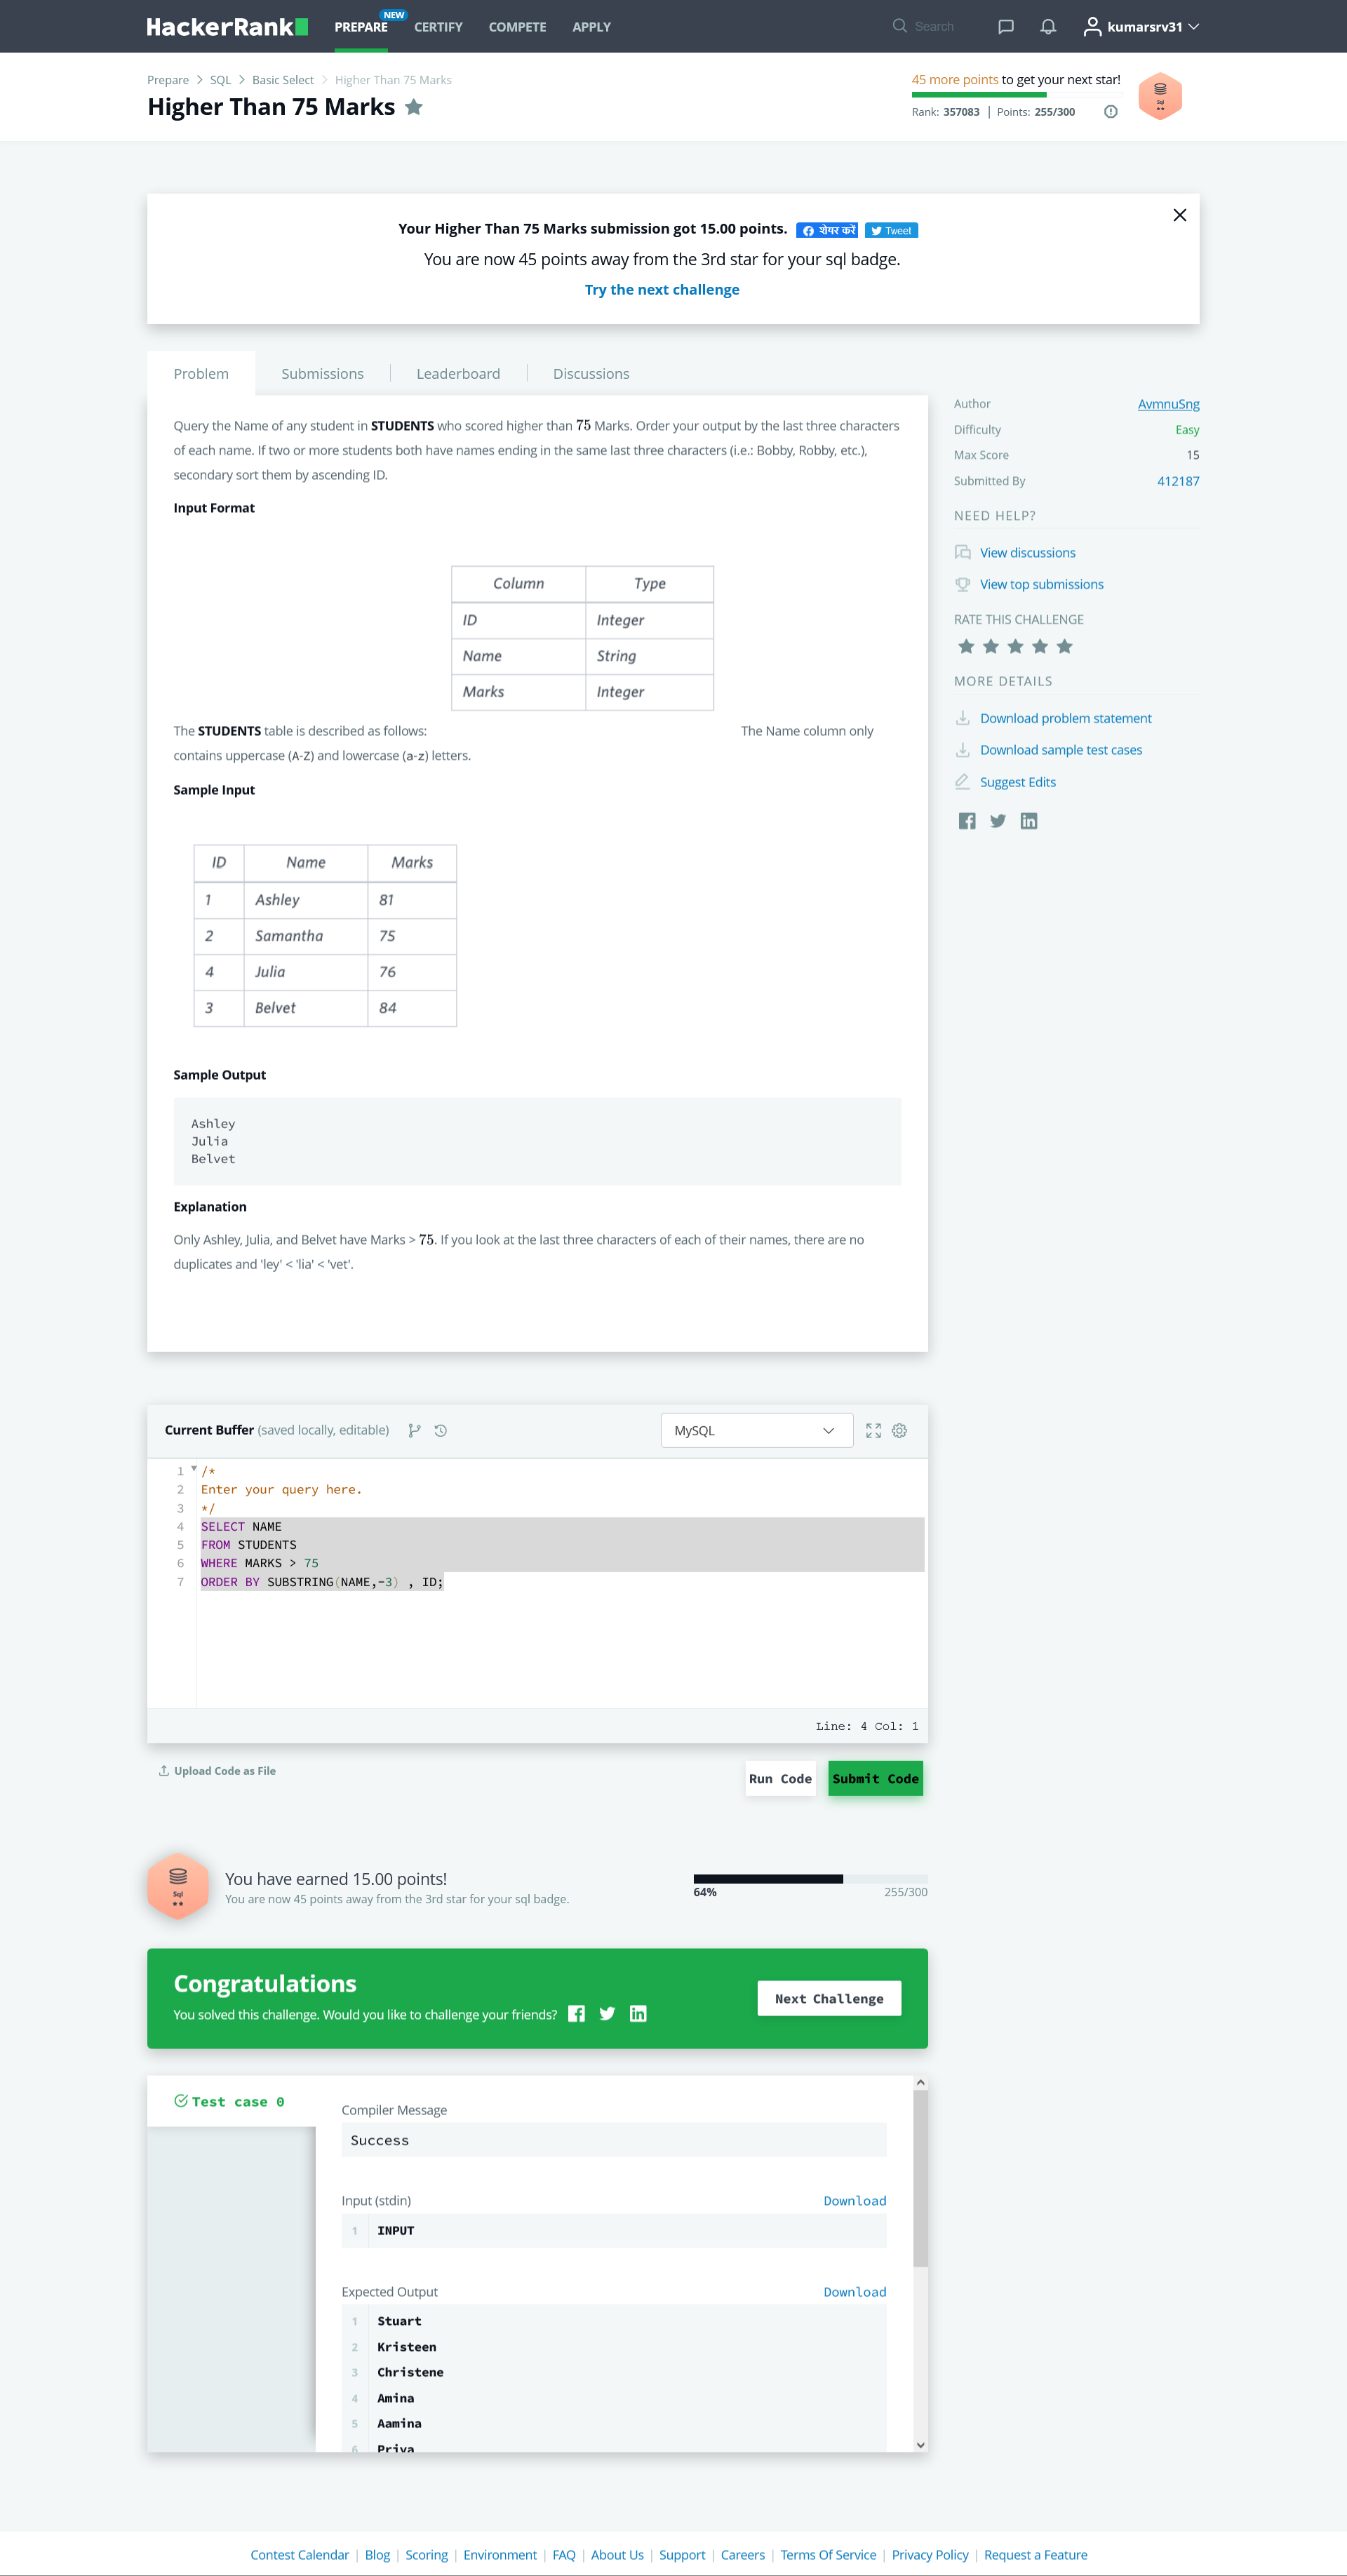 HackerRank
PREPARE NEW CERTIFY COMPETE APPLY Search kumarsrv31
Prepare > SQL > Basic Select > Higher Than 75 Marks
Higher Than 75 Marks
45 more points to get your next star!
Rank: 357083 | Points: 255/300
Sql
Your Higher Than 75 Marks submission got 15.00 points. शेयर करें Tweet
You are now 45 points away from the 3rd star for your sql badge.
Try the next challenge
Problem Submissions Leaderboard Discussions
Query the Name of any student in STUDENTS who scored higher than 75 Marks. Order your output by the last three characters
of each name. If two or more students both have names ending in the same last three characters (i.e.: Bobby, Robby, etc.),
secondary sort them by ascending ID.
Input Format
Column Type
ID Integer
Name String
Marks Integer
The STUDENTS table is described as follows: The Name column only
contains uppercase (A-Z) and lowercase (a-z) letters.
Sample Input
ID Name Marks
1 Ashley 81
2 Samantha 75
4 Julia 76
3 Belvet 84
Sample Output
Ashley
Julia
Belvet
Explanation
Only Ashley, Julia, and Belvet have Marks > 75. If you look at the last three characters of each of their names, there are no
duplicates and 'ley' < 'lia' < 'vet'.
Author AvmnuSng
Difficulty Easy
Max Score 15
Submitted By 412187
NEED HELP?
View discussions
View top submissions
RATE THIS CHALLENGE
MORE DETAILS
Download problem statement
Download sample test cases
Suggest Edits
Current Buffer (saved locally, editable) MySQL
1 /*
2 Enter your query here.
3 */
4 SELECT NAME
5 FROM STUDENTS
6 WHERE MARKS > 75
7 ORDER BY SUBSTRING(NAME,-3) , ID;
Line: 4 Col: 1
Upload Code as File Run Code Submit Code
Sql
You have earned 15.00 points!
You are now 45 points away from the 3rd star for your sql badge.
64% 255/300
Congratulations
You solved this challenge. Would you like to challenge your friends?
Next Challenge
Test case 0
Compiler Message
Success
Input (stdin) Download
1 INPUT
Expected Output Download
1 Stuart
2 Kristeen
3 Christene
4 Amina
5 Aamina
6 Priya
Contest Calendar | Blog | Scoring | Environment | FAQ | About Us | Support | Careers | Terms Of Service | Privacy Policy | Request a Feature